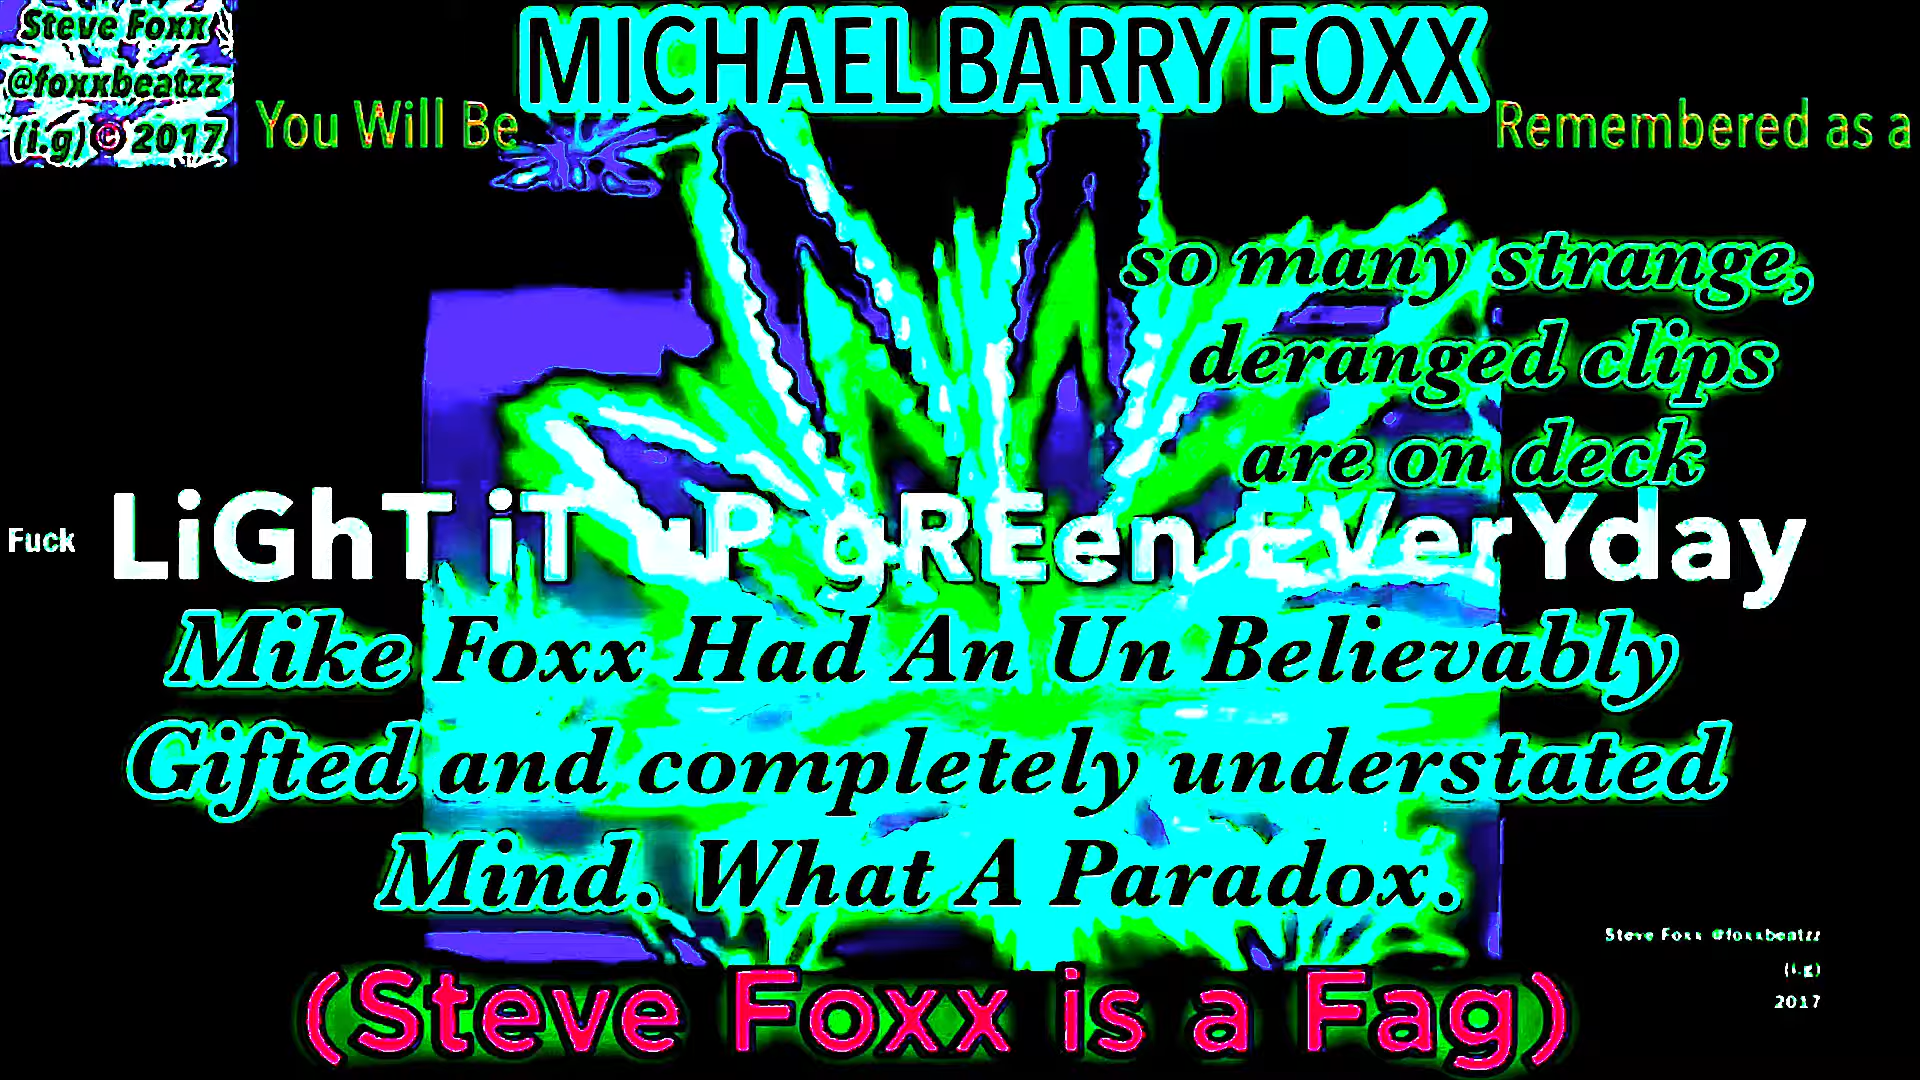 Steve Foxx
@foxxbeatzz
(i.g)© 2017
MICHAEL BARRY FOXX
You Will Be
Remembered as a
so many strange,
deranged clips
are on deck
Fuck
LiGhT iT uP gREen EVerYday
Mike Foxx Had An Un Believably
Gifted and completely understated
Mind. What A Paradox.
Steve Foxx @foxxbeatzz
(i.g)
2017
(Steve Foxx is a Fag)